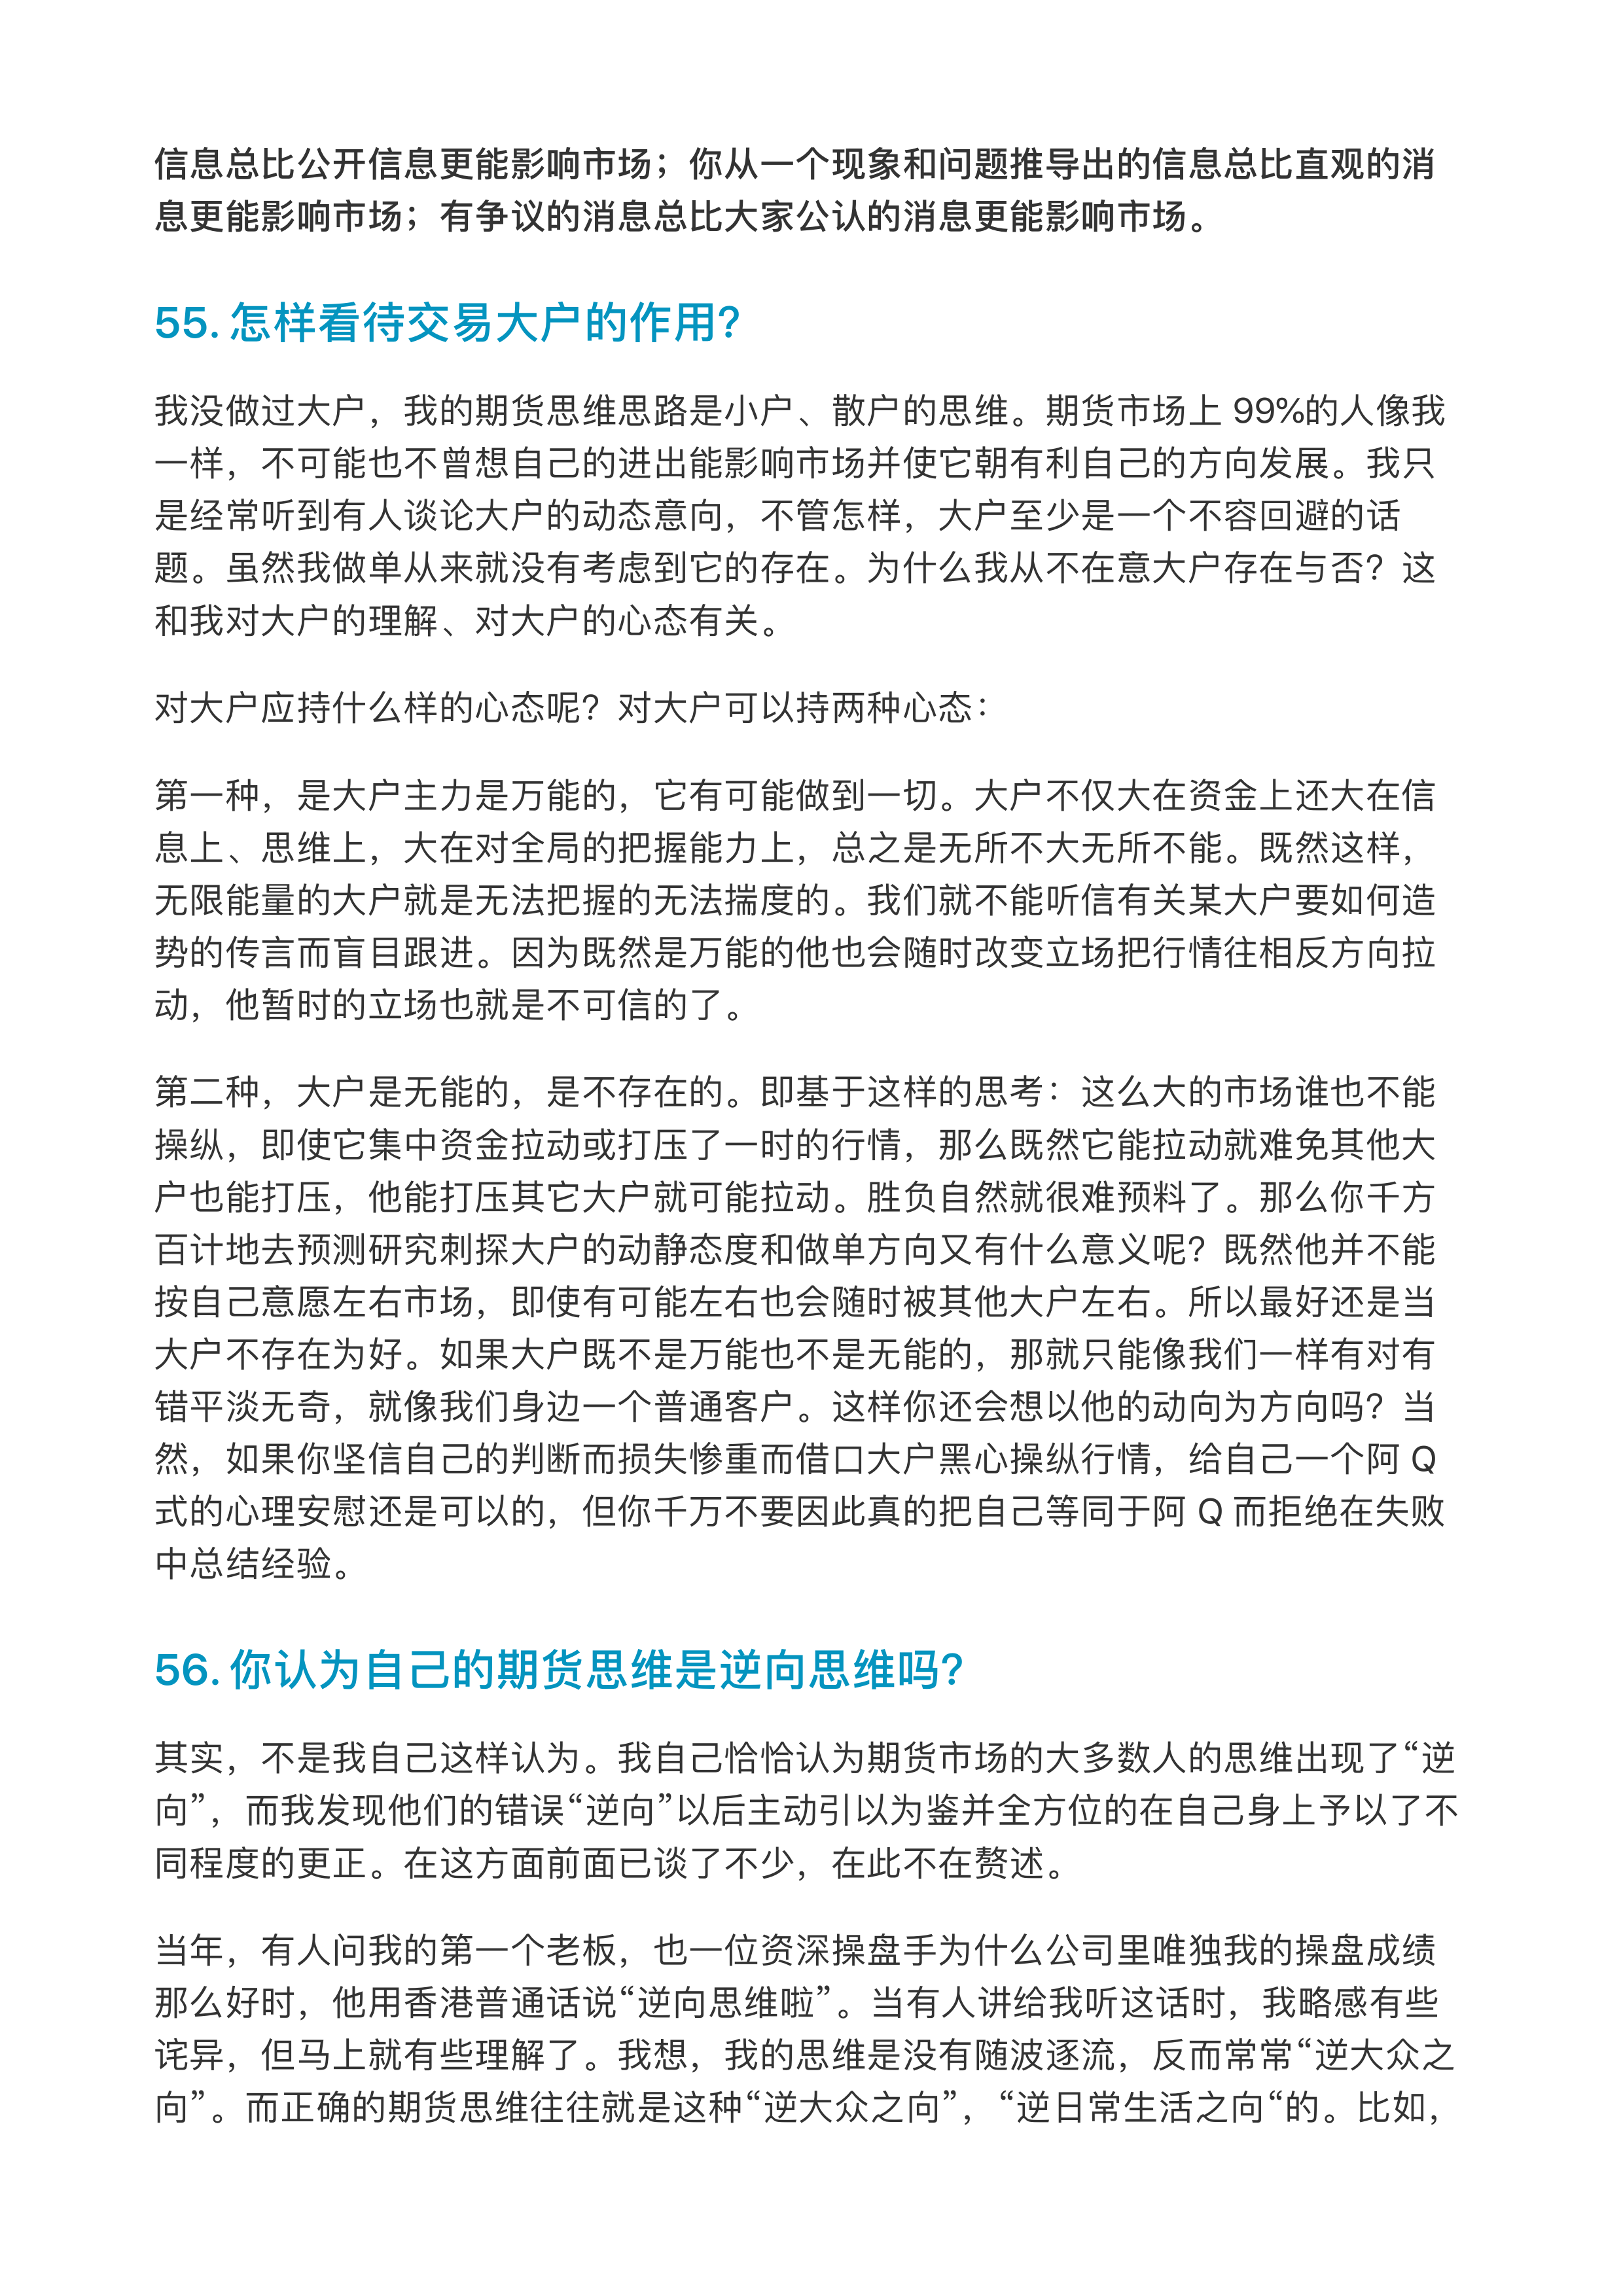 信息总比公开信息更能影响市场；你从一个现象和问题推导出的信息总比直观的消
息更能影响市场；有争议的消息总比大家公认的消息更能影响市场。
55. 怎样看待交易大户的作用？
我没做过大户，我的期货思维思路是小户、散户的思维。期货市场上 99%的人像我
一样，不可能也不曾想自己的进出能影响市场并使它朝有利自己的方向发展。我只
是经常听到有人谈论大户的动态意向，不管怎样，大户至少是一个不容回避的话
题。虽然我做单从来就没有考虑到它的存在。为什么我从不在意大户存在与否？这
和我对大户的理解、对大户的心态有关。
对大户应持什么样的心态呢？对大户可以持两种心态：
第一种，是大户主力是万能的，它有可能做到一切。大户不仅大在资金上还大在信
息上、思维上，大在对全局的把握能力上，总之是无所不大无所不能。既然这样，
无限能量的大户就是无法把握的无法揣度的。我们就不能听信有关某大户要如何造
势的传言而盲目跟进。因为既然是万能的他也会随时改变立场把行情往相反方向拉
动，他暂时的立场也就是不可信的了。
第二种，大户是无能的，是不存在的。即基于这样的思考：这么大的市场谁也不能
操纵，即使它集中资金拉动或打压了一时的行情，那么既然它能拉动就难免其他大
户也能打压，他能打压其它大户就可能拉动。胜负自然就很难预料了。那么你千方
百计地去预测研究刺探大户的动静态度和做单方向又有什么意义呢？既然他并不能
按自己意愿左右市场，即使有可能左右也会随时被其他大户左右。所以最好还是当
大户不存在为好。如果大户既不是万能也不是无能的，那就只能像我们一样有对有
错平淡无奇，就像我们身边一个普通客户。这样你还会想以他的动向为方向吗？当
然，如果你坚信自己的判断而损失惨重而借口大户黑心操纵行情，给自己一个阿 Q
式的心理安慰还是可以的，但你千万不要因此真的把自己等同于阿 Q 而拒绝在失败
中总结经验。
56. 你认为自己的期货思维是逆向思维吗？
其实，不是我自己这样认为。我自己恰恰认为期货市场的大多数人的思维出现了“逆
向”，而我发现他们的错误“逆向”以后主动引以为鉴并全方位的在自己身上予以了不
同程度的更正。在这方面前面已谈了不少，在此不在赘述。
当年，有人问我的第一个老板，也一位资深操盘手为什么公司里唯独我的操盘成绩
那么好时，他用香港普通话说“逆向思维啦”。当有人讲给我听这话时，我略感有些
诧异，但马上就有些理解了。我想，我的思维是没有随波逐流，反而常常“逆大众之
向”。而正确的期货思维往往就是这种“逆大众之向”，“逆日常生活之向“的。比如，